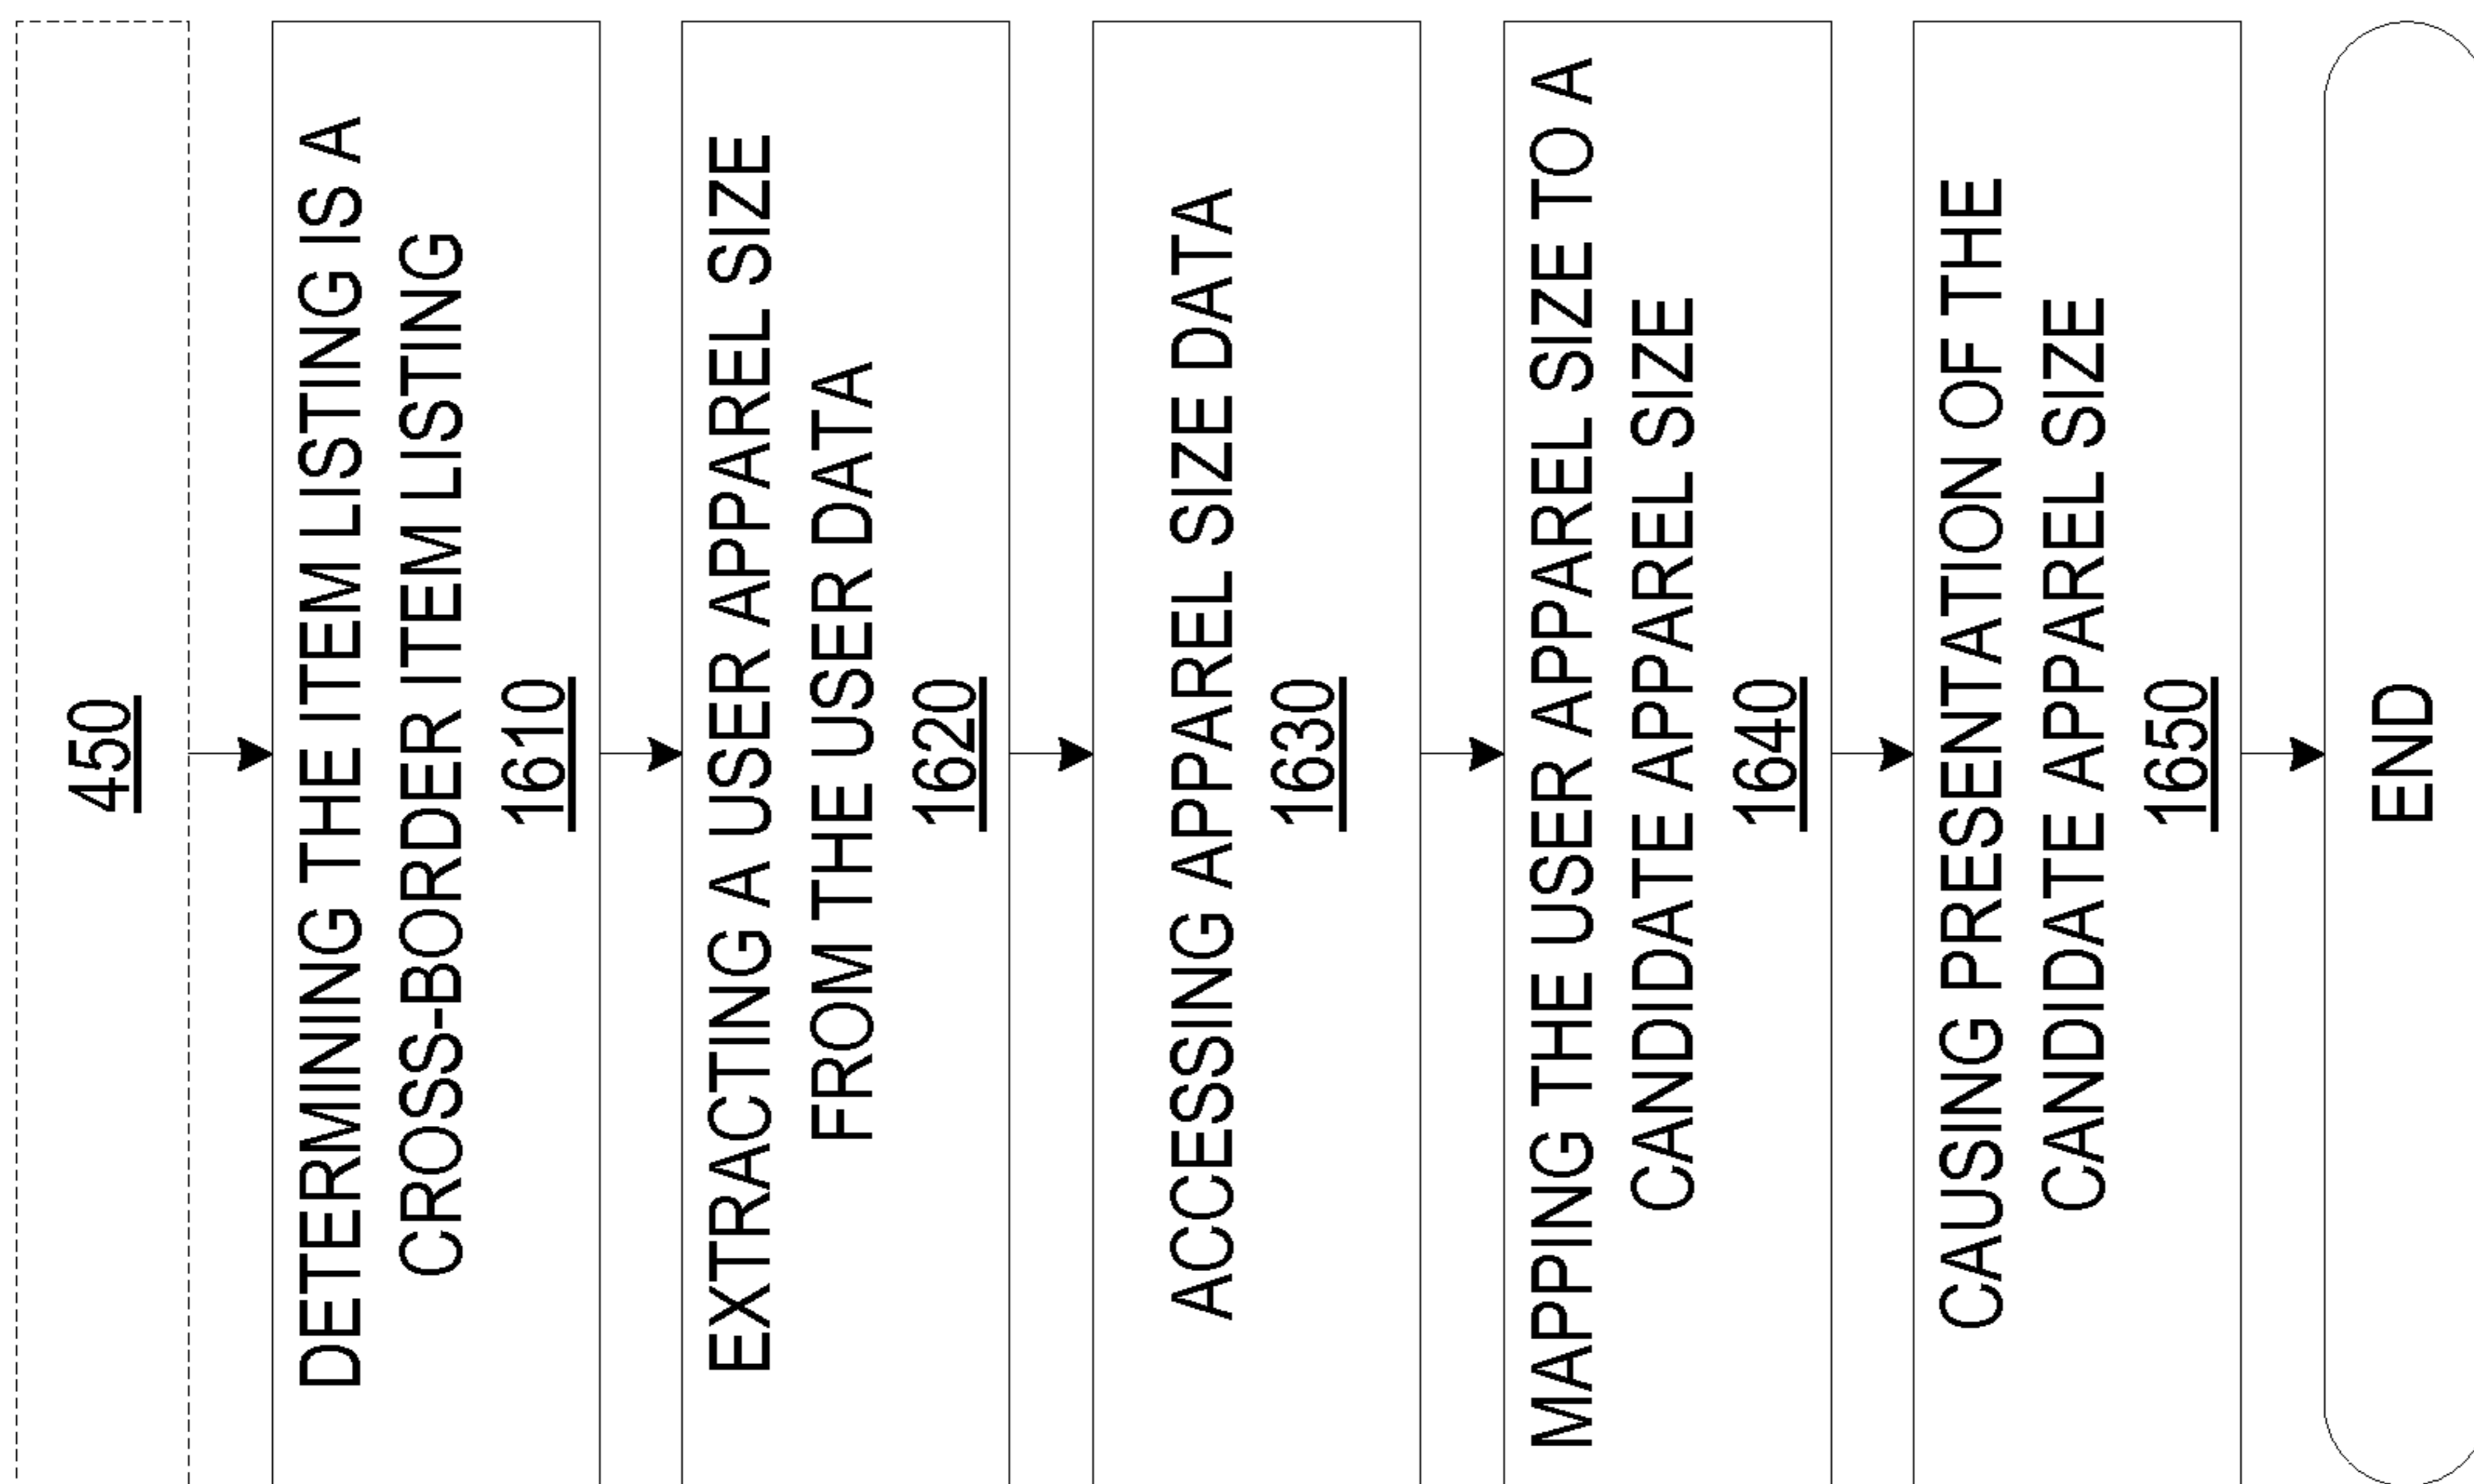 450
DETERMINING THE ITEM LISTING IS A
CROSS-BORDER ITEM LISTING
1610
EXTRACTING A USER APPAREL SIZE
FROM THE USER DATA
1620
ACCESSING APPAREL SIZE DATA
1630
MAPPING THE USER APPAREL SIZE TO A
CANDIDATE APPAREL SIZE
1640
CAUSING PRESENTATION OF THE
CANDIDATE APPAREL SIZE
1650
END